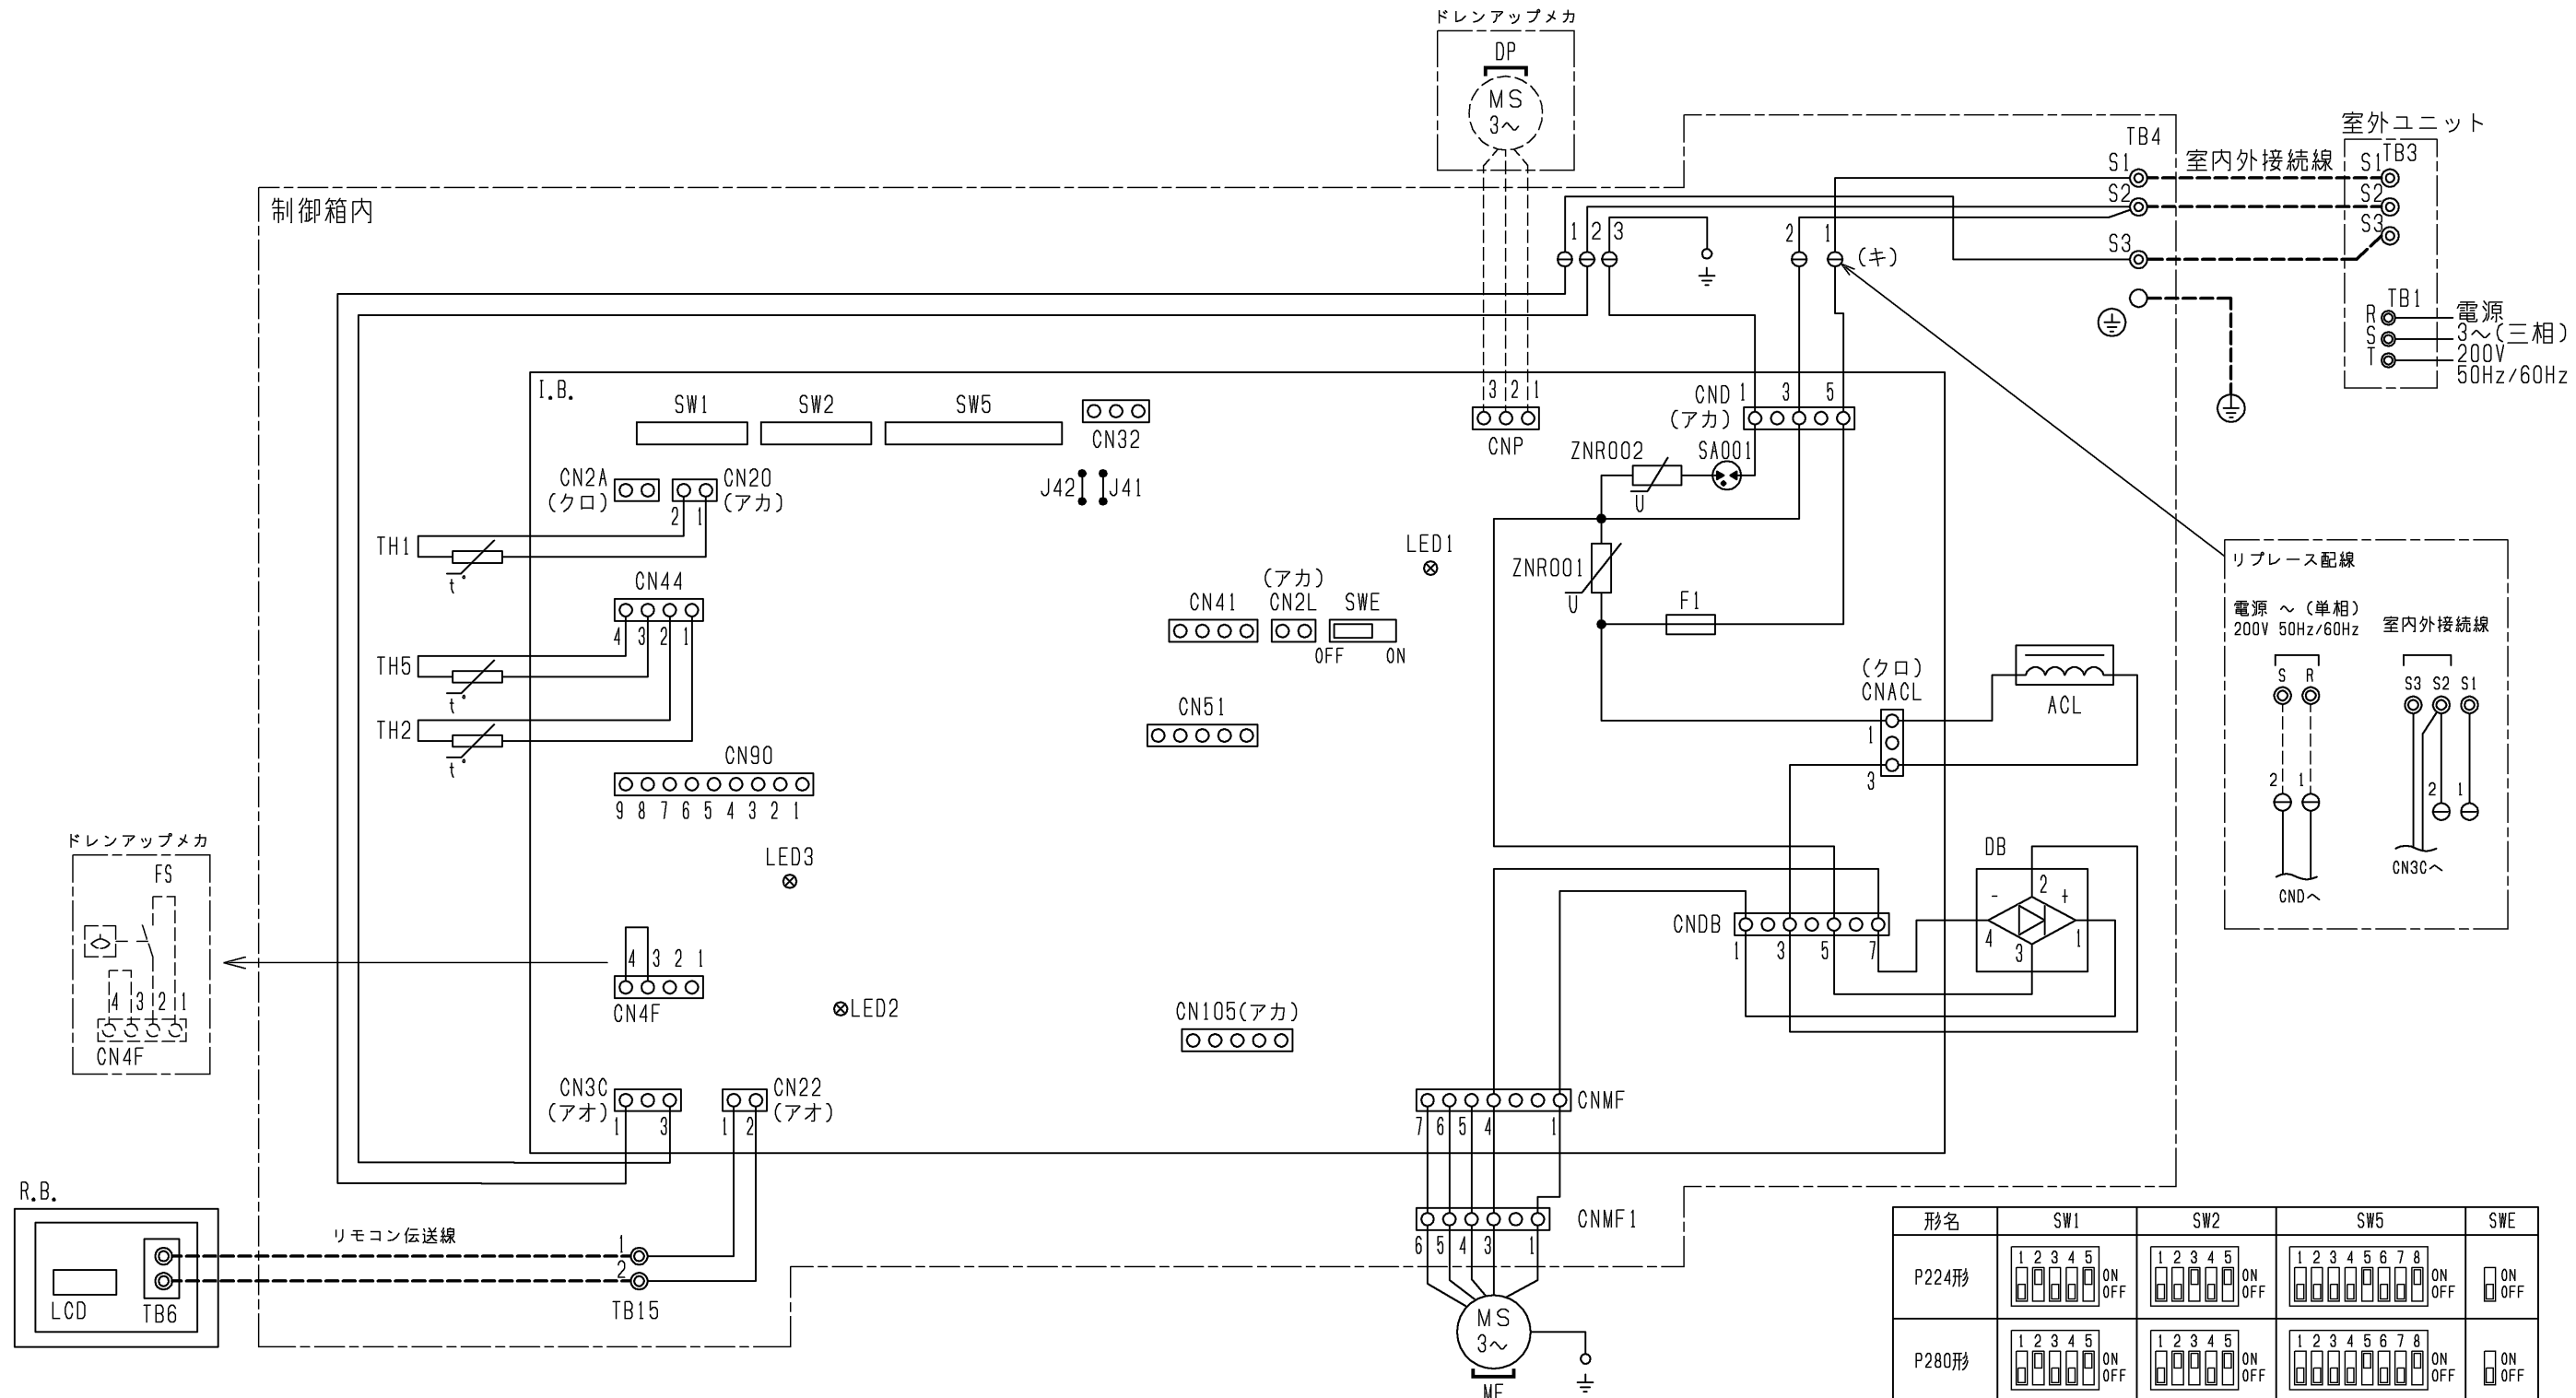 ドレンアップメカ
DP
MS
3～
室外ユニット
TB4
TB3
S1
室内外接続線
S1
S2
S2
S3
S3
制御箱内
1
2
3
2
1
(キ)
TB1
R
S
T
電源
3～(三相)
200V
50Hz/60Hz
I.B.
SW1
SW2
SW5
CN32
3
2
1
CNP
CND
(アカ)
1
3
5
ZNR002
U
SA001
CN2A
(クロ)
CN20
(アカ)
2
1
J42
J41
TH1
t°
LED1
ZNR001
U
F1
CN44
4
3
2
1
TH5
t°
TH2
t°
CN41
(アカ)
CN2L
SWE
OFF
ON
CN51
(クロ)
CNACL
1
3
ACL
リプレース配線
電源 ～ (単相)
200V 50Hz/60Hz
室内外接続線
S
R
S3
S2
S1
2
1
2
1
CNDへ
CN3Cへ
CN90
9
8
7
6
5
4
3
2
1
LED3
ドレンアップメカ
FS
4
3
2
1
CN4F
4
3
2
1
CN4F
LED2
CN105(アカ)
CNDB
1
3
5
7
DB
2
-
+
4
3
1
CN3C
(アオ)
1
3
CN22
(アオ)
1
2
CNMF
7
6
5
4
1
CNMF1
6
5
4
3
1
MS
3～
MF
R.B.
LCD
TB6
リモコン伝送線
1
2
TB15
形名
SW1
SW2
SW5
SWE
P224形
1 2 3 4 5
ON
OFF
1 2 3 4 5
ON
OFF
1 2 3 4 5 6 7 8
ON
OFF
ON
OFF
P280形
1 2 3 4 5
ON
OFF
1 2 3 4 5
ON
OFF
1 2 3 4 5 6 7 8
ON
OFF
ON
OFF